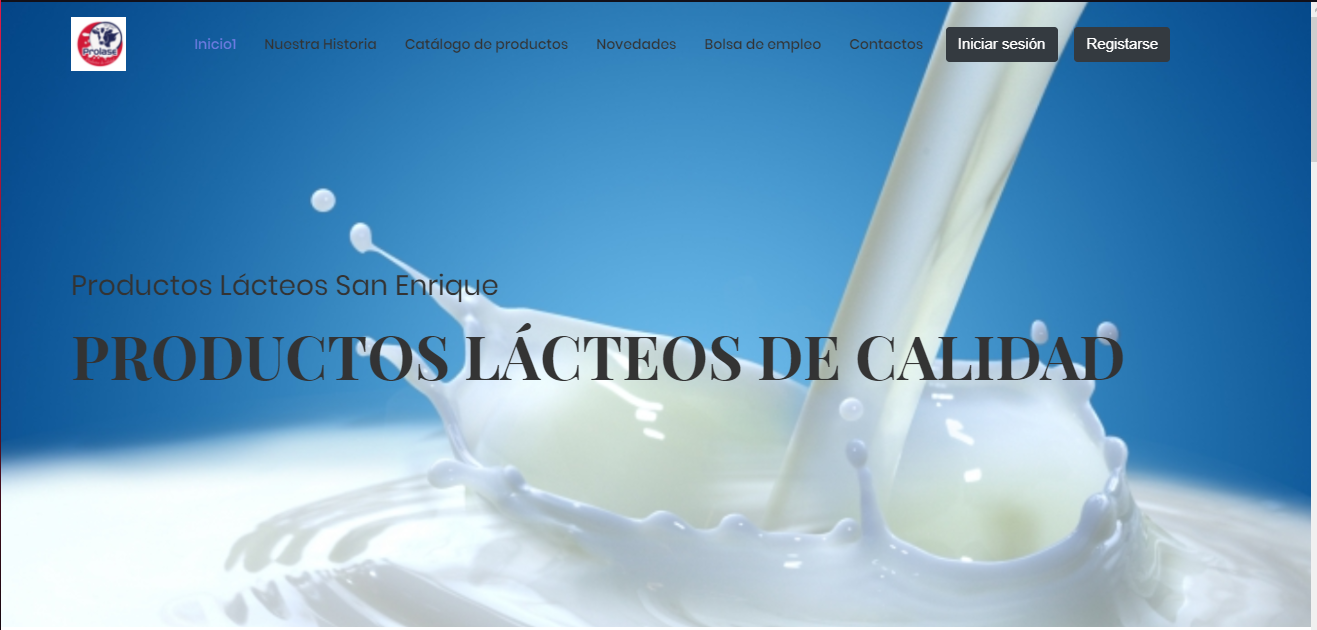 Prolase
Inicio1 Nuestra Historia Catálogo de productos Novedades Bolsa de empleo Contactos Iniciar sesión Registarse
Productos Lácteos San Enrique
PRODUCTOS LÁCTEOS DE CALIDAD